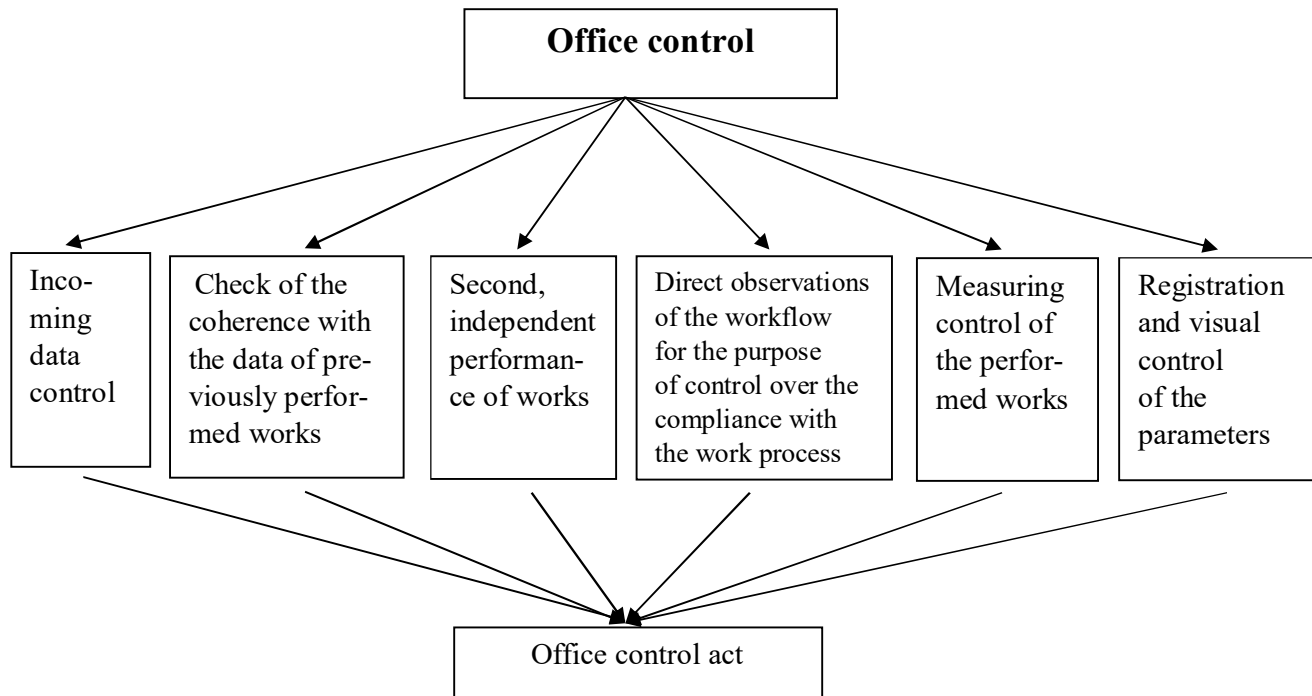 Office control
Inco-
ming
data
control
Check of the
coherence with
the data of pre-
viously perfor-
med works
Second,
independent
performan-
ce of works
Direct observations
of the workflow
for the purpose
of control over the
compliance with
the work process
Measuring
control of
the perfor-
med works
Registration
and visual
control
of the
parameters
Office control act